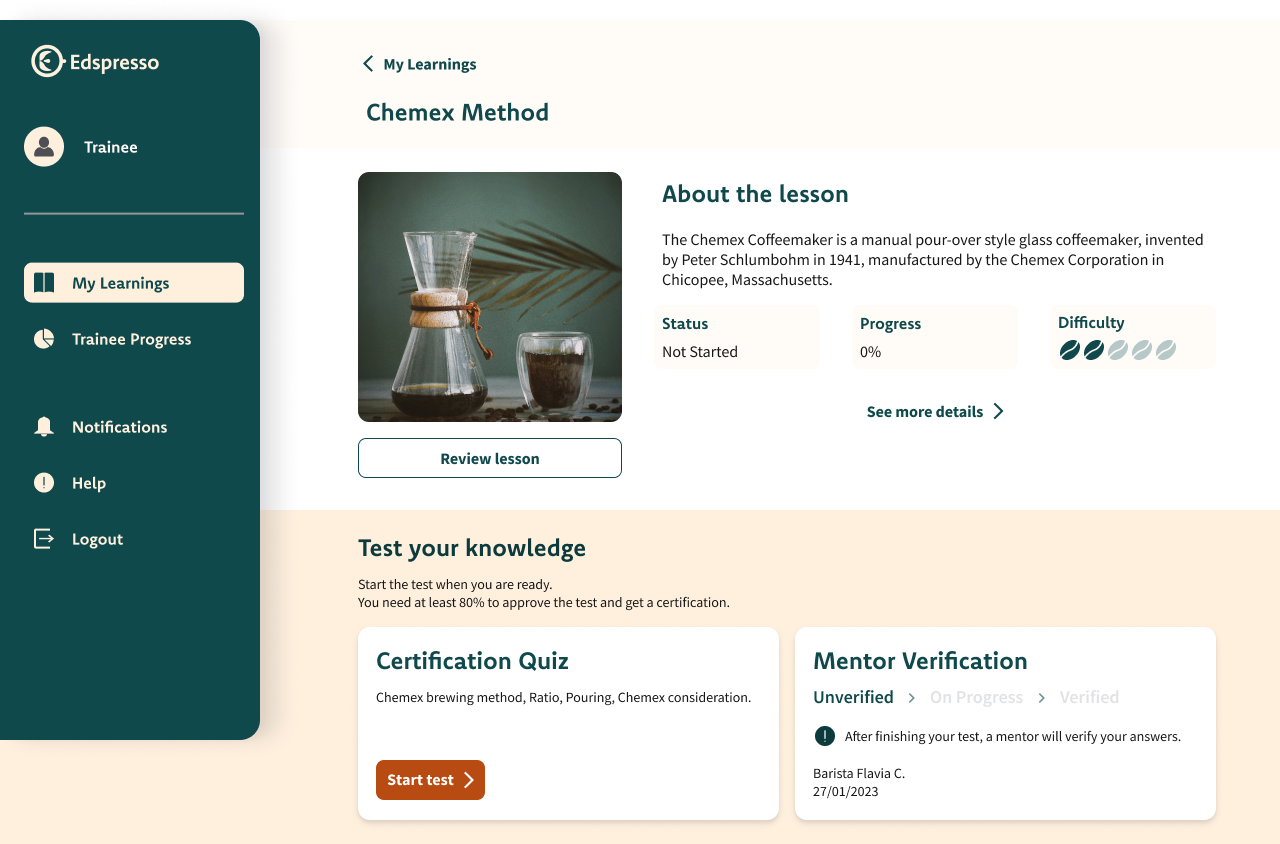 Edspresso
Trainee
My Learnings
Trainee Progress
Notifications
Help
Logout
My Learnings
Chemex Method
About the lesson
The Chemex Coffeemaker is a manual pour-over style glass coffeemaker, invented
by Peter Schlumbohm in 1941, manufactured by the Chemex Corporation in
Chicopee, Massachusetts.
Status
Not Started
Progress
0%
Difficulty
See more details
Review lesson
Test your knowledge
Start the test when you are ready.
You need at least 80% to approve the test and get a certification.
Certification Quiz
Chemex brewing method, Ratio, Pouring, Chemex consideration.
Start test
Mentor Verification
Unverified > On Progress > Verified
After finishing your test, a mentor will verify your answers.
Barista Flavia C.
27/01/2023